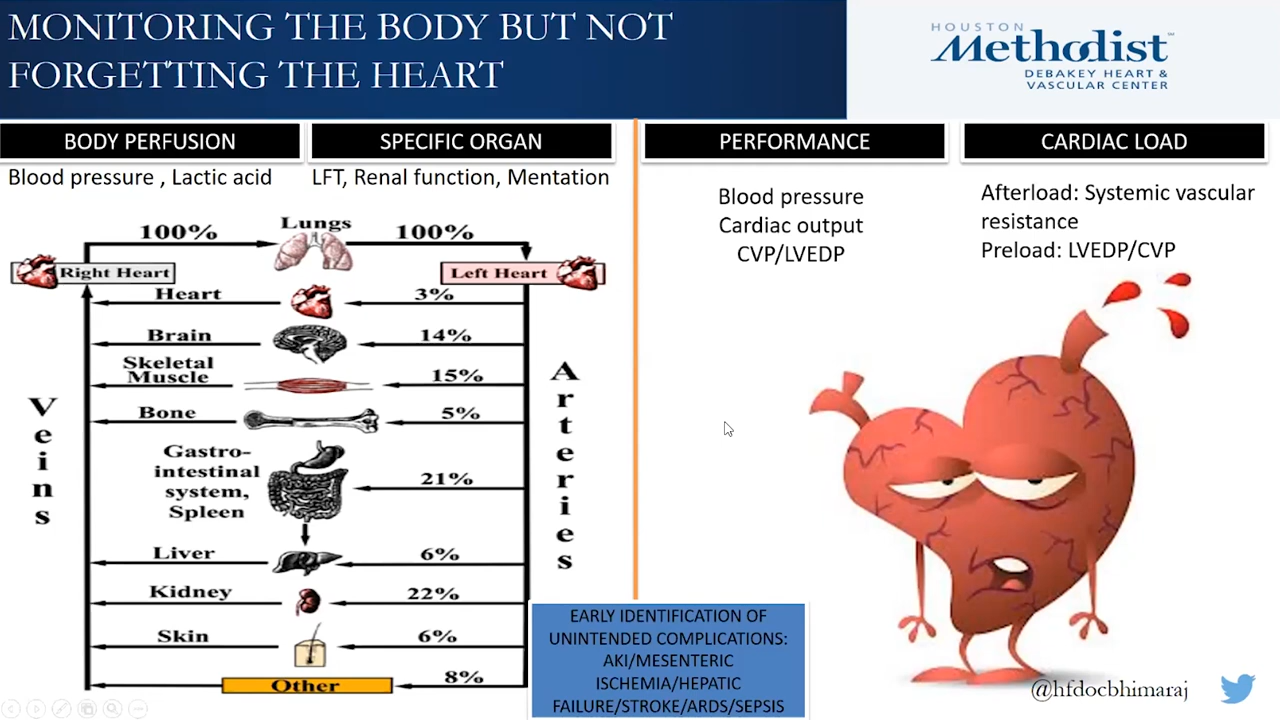 MONITORING THE BODY BUT NOT
FORGETTING THE HEART
HOUSTON
Methodist
DEBAKEY HEART &
VASCULAR CENTER
BODY PERFUSION
SPECIFIC ORGAN
PERFORMANCE
CARDIAC LOAD
Blood pressure , Lactic acid
LFT, Renal function, Mentation
Blood pressure
Cardiac output
CVP/LVEDP
Afterload: Systemic vascular
resistance
Preload: LVEDP/CVP
100%
Lungs
100%
Right Heart
Left Heart
Heart
3%
Brain
14%
Skeletal
Muscle
15%
Bone
5%
Gastro-
intestinal
system,
Spleen
21%
Liver
6%
Kidney
22%
Skin
6%
Other
8%
Veins
Arteries
EARLY IDENTIFICATION OF
UNINTENDED COMPLICATIONS:
AKI/MESENTERIC
ISCHEMIA/HEPATIC
FAILURE/STROKE/ARDS/SEPSIS
@hfdocbhimaraj